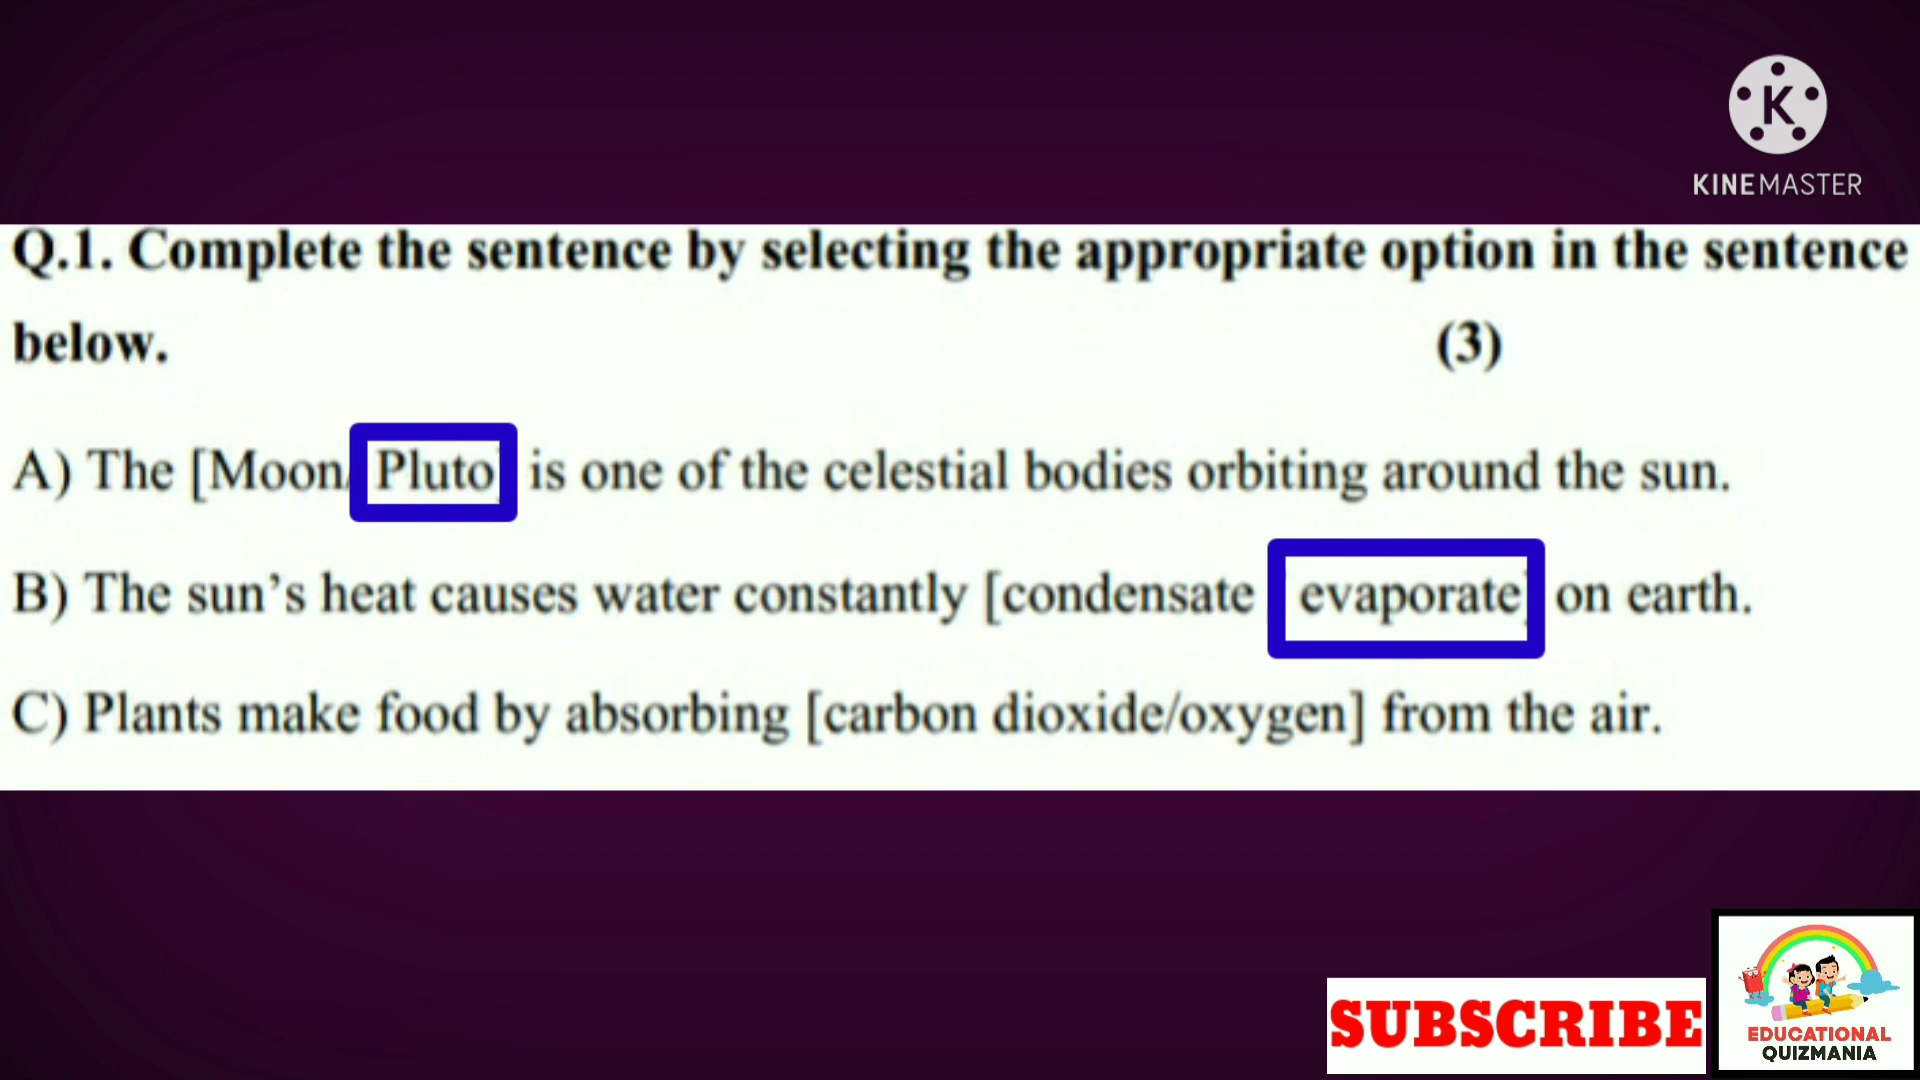 K
KINEMASTER
Q.1. Complete the sentence by selecting the appropriate option in the sentence
below. (3)
A) The [Moon/ Pluto] is one of the celestial bodies orbiting around the sun.
B) The sun’s heat causes water constantly [condensate evaporate] on earth.
C) Plants make food by absorbing [carbon dioxide/oxygen] from the air.
SUBSCRIBE
EDUCATIONAL
QUIZMANIA